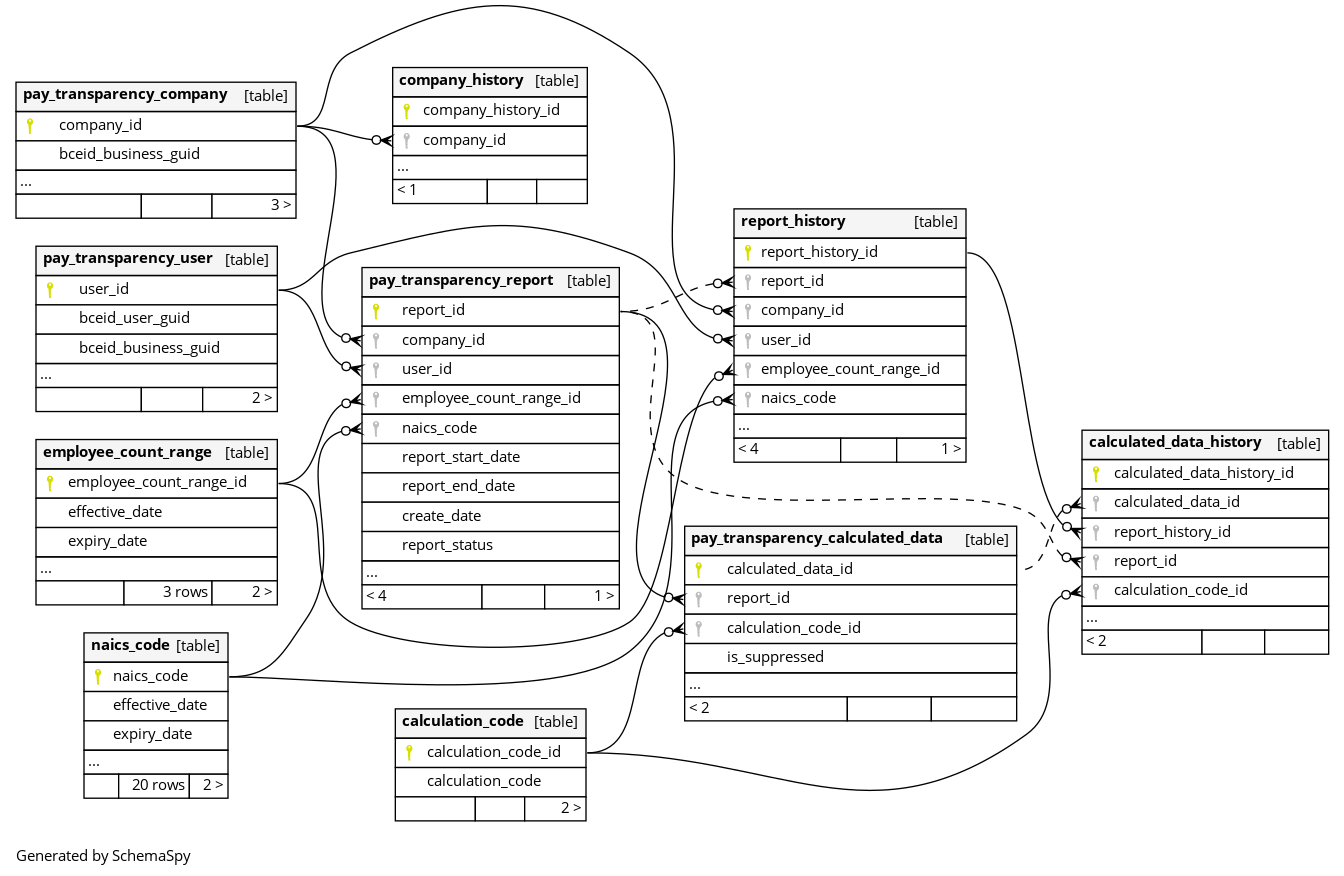 pay_transparency_company [table]
company_id
bceid_business_guid
...
3 >
company_history [table]
company_history_id
company_id
...
< 1
pay_transparency_user [table]
user_id
bceid_user_guid
bceid_business_guid
...
2 >
pay_transparency_report [table]
report_id
company_id
user_id
employee_count_range_id
naics_code
report_start_date
report_end_date
create_date
report_status
...
< 4 1 >
report_history [table]
report_history_id
report_id
company_id
user_id
employee_count_range_id
naics_code
...
< 4 1 >
employee_count_range [table]
employee_count_range_id
effective_date
expiry_date
...
3 rows 2 >
calculated_data_history [table]
calculated_data_history_id
calculated_data_id
report_history_id
report_id
calculation_code_id
...
< 2
pay_transparency_calculated_data [table]
calculated_data_id
report_id
calculation_code_id
is_suppressed
...
< 2
naics_code [table]
naics_code
effective_date
expiry_date
...
20 rows 2 >
calculation_code [table]
calculation_code_id
calculation_code
2 >
Generated by SchemaSpy